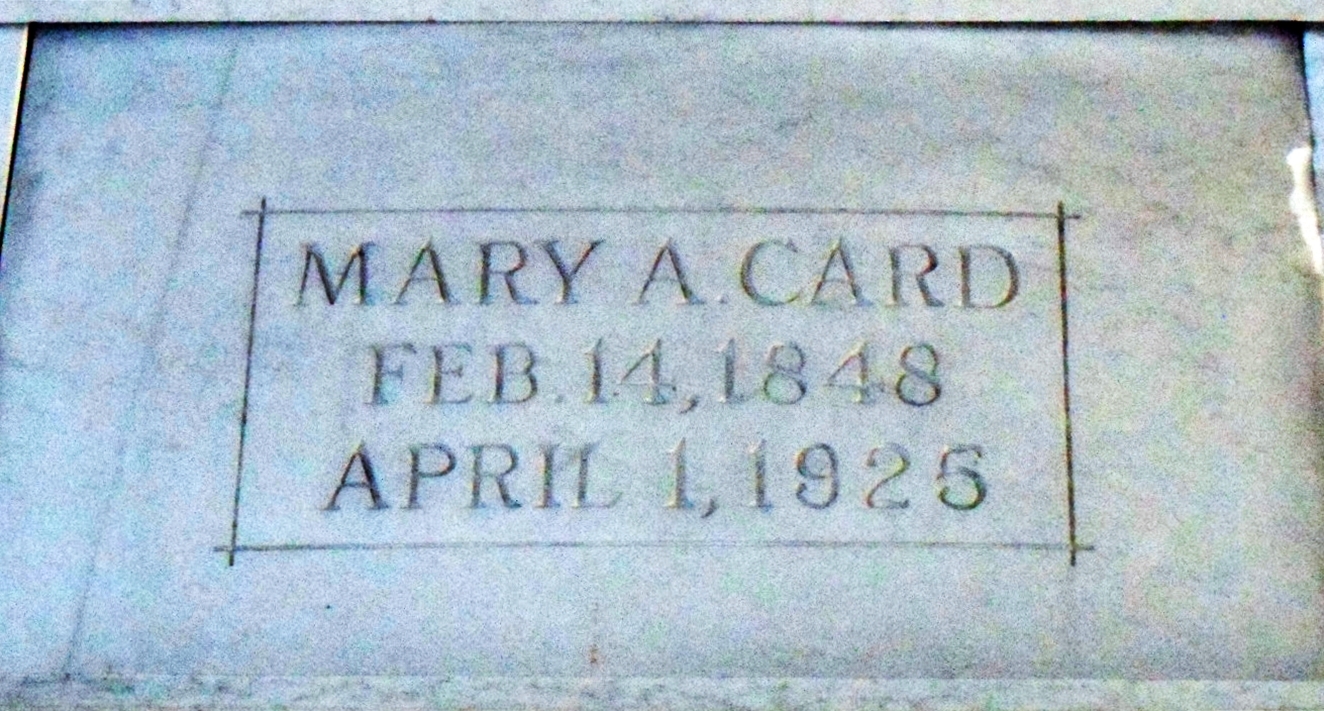 MARY A. CARD
FEB. 14, 1848
APRIL 1, 1925